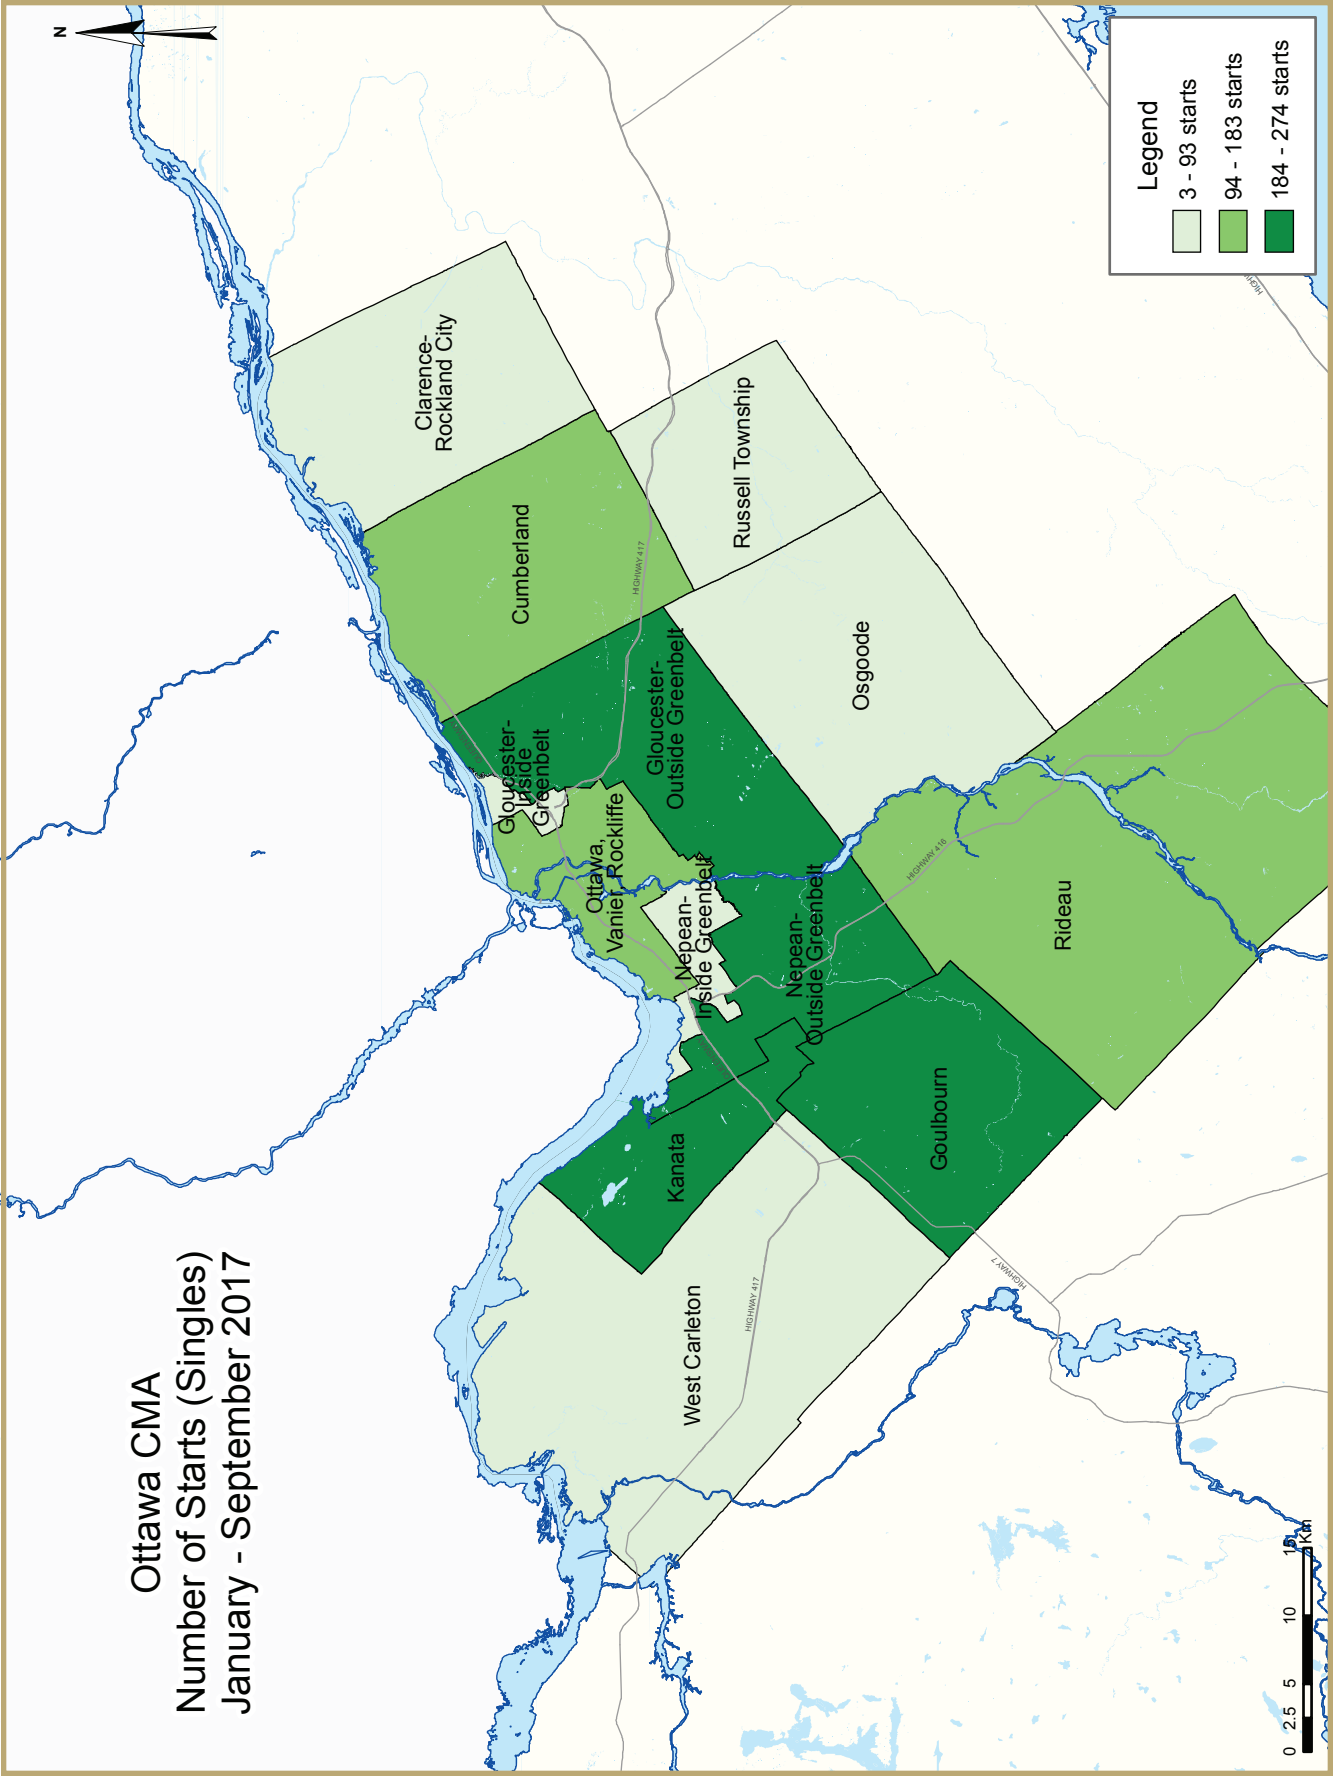 Ottawa CMA
Number of Starts (Singles)
January - September 2017
N
Clarence-
Rockland City
Cumberland
Russell Township
HIGHWAY 417
Gloucester-
Inside
Greenbelt
Gloucester-
Outside Greenbelt
Osgoode
Ottawa,
Vanier, Rockliffe
Nepean-
Inside Greenbelt
Nepean-
Outside Greenbelt
HIGHWAY 416
Rideau
Kanata
Goulbourn
West Carleton
HIGHWAY 417
HIGHWAY 7
Legend
3 - 93 starts
94 - 183 starts
184 - 274 starts
0 2.5 5 10 15
Km